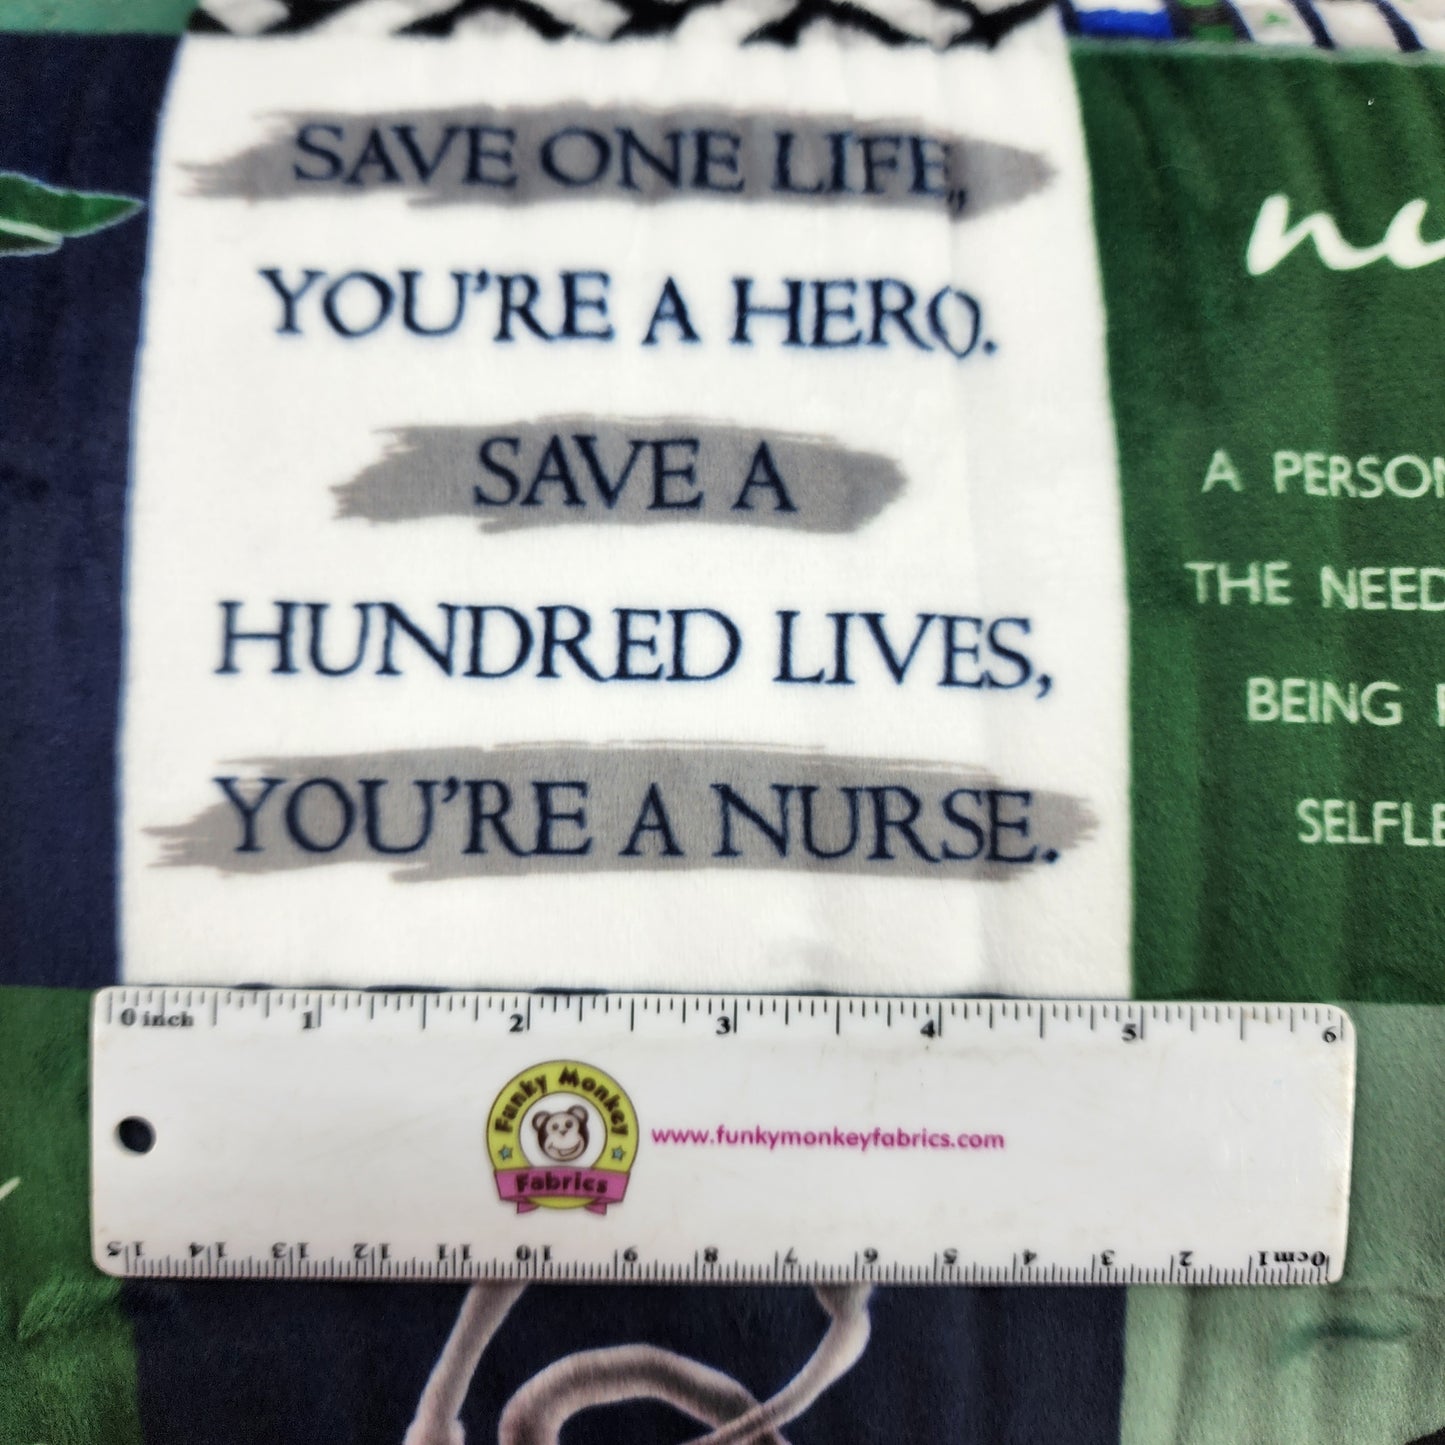 SAVE ONE LIFE,
YOU'RE A HERO.
SAVE A
HUNDRED LIVES,
YOU'RE A NURSE.
A PERSON
THE NEED
BEING
0 inch 1 2 3 4 5 6
Funky Monkey
Fabrics
www.funkymonkeyfabrics.com
15 14 13 12 11 10 9 8 7 6 5 4 3 2 1 0cm